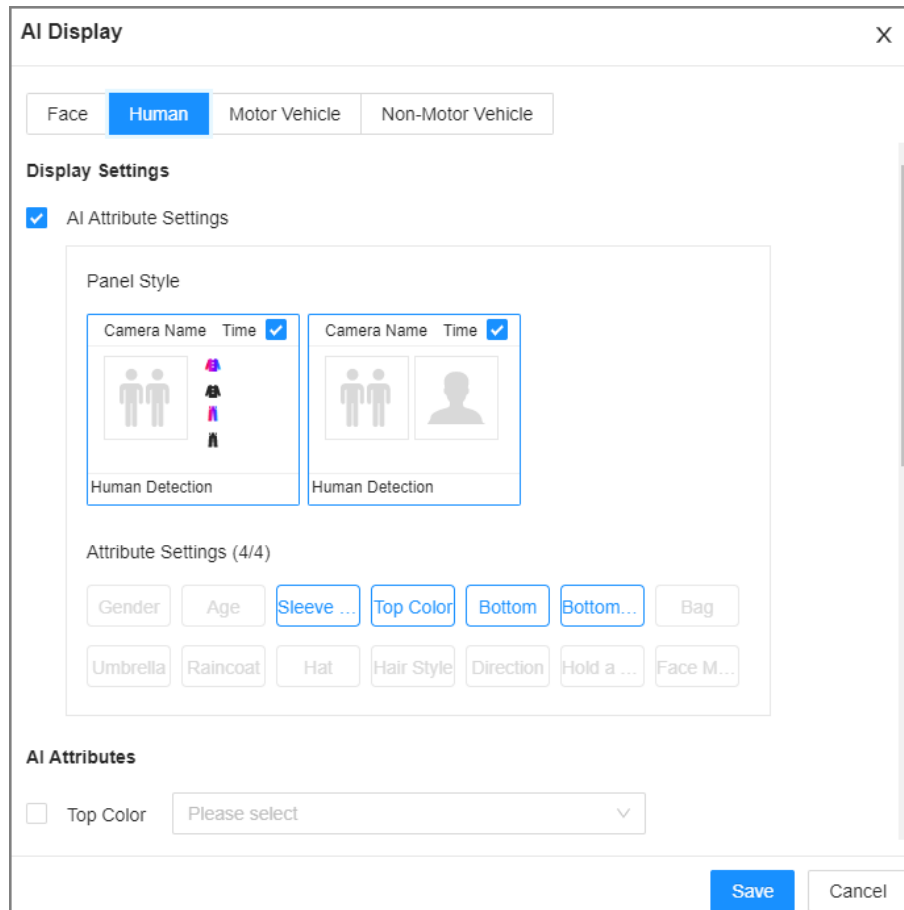 AI Display X
Face Human Motor Vehicle Non-Motor Vehicle
Display Settings
AI Attribute Settings
Panel Style
Camera Name Time Camera Name Time
Human Detection Human Detection
Attribute Settings (4/4)
Gender Age Sleeve ... Top Color Bottom Bottom... Bag
Umbrella Raincoat Hat Hair Style Direction Hold a ... Face M...
AI Attributes
Top Color Please select
Save Cancel